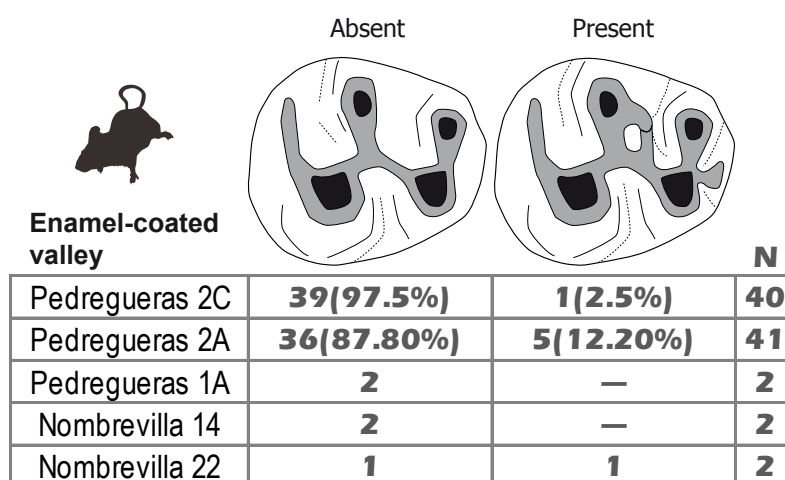 Absent Present
Enamel-coated
valley
N
Pedregueras 2C 39(97.5%) 1(2.5%) 40
Pedregueras 2A 36(87.80%) 5(12.20%) 41
Pedregueras 1A 2 — 2
Nombrevilla 14 2 — 2
Nombrevilla 22 1 1 2